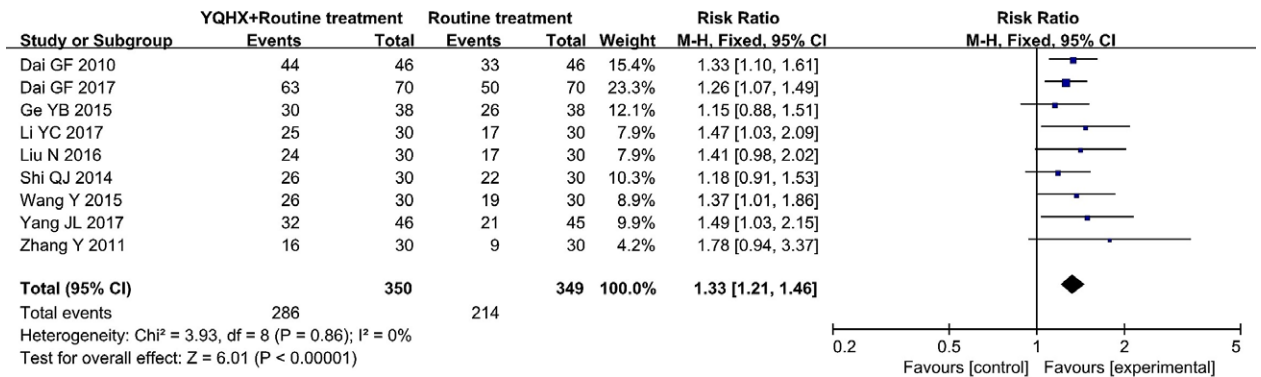 YQHX+Routine treatment Routine treatment Risk Ratio Risk Ratio
Study or Subgroup Events Total Events Total Weight M-H, Fixed, 95% CI M-H, Fixed, 95% CI
Dai GF 2010 44 46 33 46 15.4% 1.33 [1.10, 1.61]
Dai GF 2017 63 70 50 70 23.3% 1.26 [1.07, 1.49]
Ge YB 2015 30 38 26 38 12.1% 1.15 [0.88, 1.51]
Li YC 2017 25 30 17 30 7.9% 1.47 [1.03, 2.09]
Liu N 2016 24 30 17 30 7.9% 1.41 [0.98, 2.02]
Shi QJ 2014 26 30 22 30 10.3% 1.18 [0.91, 1.53]
Wang Y 2015 26 30 19 30 8.9% 1.37 [1.01, 1.86]
Yang JL 2017 32 46 21 45 9.9% 1.49 [1.03, 2.15]
Zhang Y 2011 16 30 9 30 4.2% 1.78 [0.94, 3.37]
Total (95% CI) 350 349 100.0% 1.33 [1.21, 1.46]
Total events 286 214
Heterogeneity: Chi² = 3.93, df = 8 (P = 0.86); I² = 0%
Test for overall effect: Z = 6.01 (P < 0.00001)
0.2 0.5 1 2 5
Favours [control] Favours [experimental]